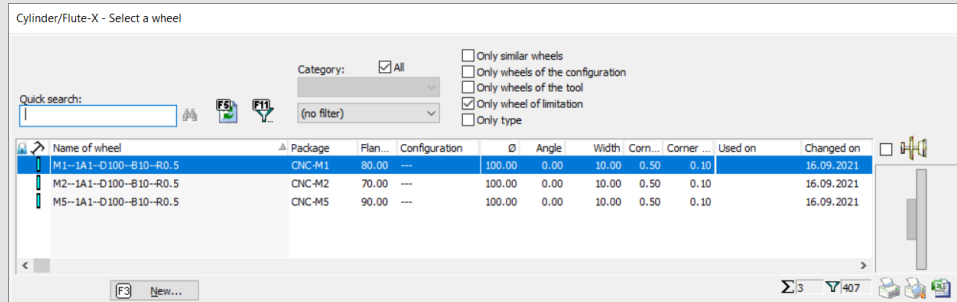 Cylinder/Flute-X - Select a wheel
Category: All
Only similar wheels
Only wheels of the configuration
Only wheels of the tool
Only wheel of limitation
Only type
Quick search:
F5 F11 (no filter)
Name of wheel Package Flan... Configuration Ø Angle Width Corn... Corner ... Used on Changed on
M1--1A1--D100--B10--R0.5 CNC-M1 80.00 --- 100.00 0.00 10.00 0.50 0.10 16.09.2021
M2--1A1--D100--B10--R0.5 CNC-M2 70.00 --- 100.00 0.00 10.00 0.50 0.10 16.09.2021
M5--1A1--D100--B10--R0.5 CNC-M5 90.00 --- 100.00 0.00 10.00 0.50 0.10 16.09.2021
F3 New... Σ3 407